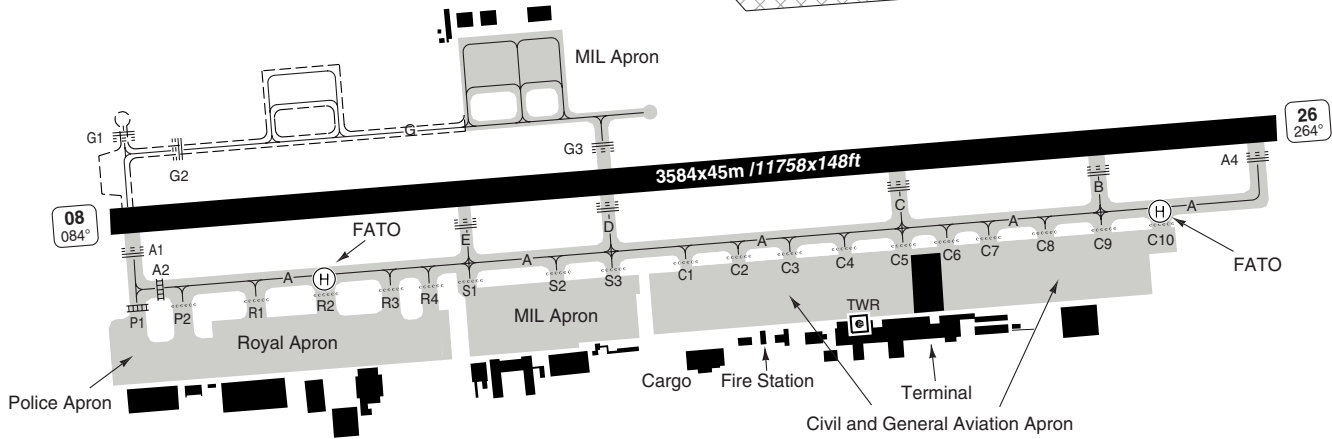 MIL Apron
G1
G
G2
G3
3584x45m /11758x148ft
26
264°
A4
08
084°
FATO
A1
A2
A
E
A
D
A
C
A
B
A
H
H
FATO
P1
P2
R1
R2
R3
R4
S1
S2
S3
C1
C2
C3
C4
C5
C6
C7
C8
C9
C10
Royal Apron
MIL Apron
TWR
C
Police Apron
Cargo
Fire Station
Terminal
Civil and General Aviation Apron